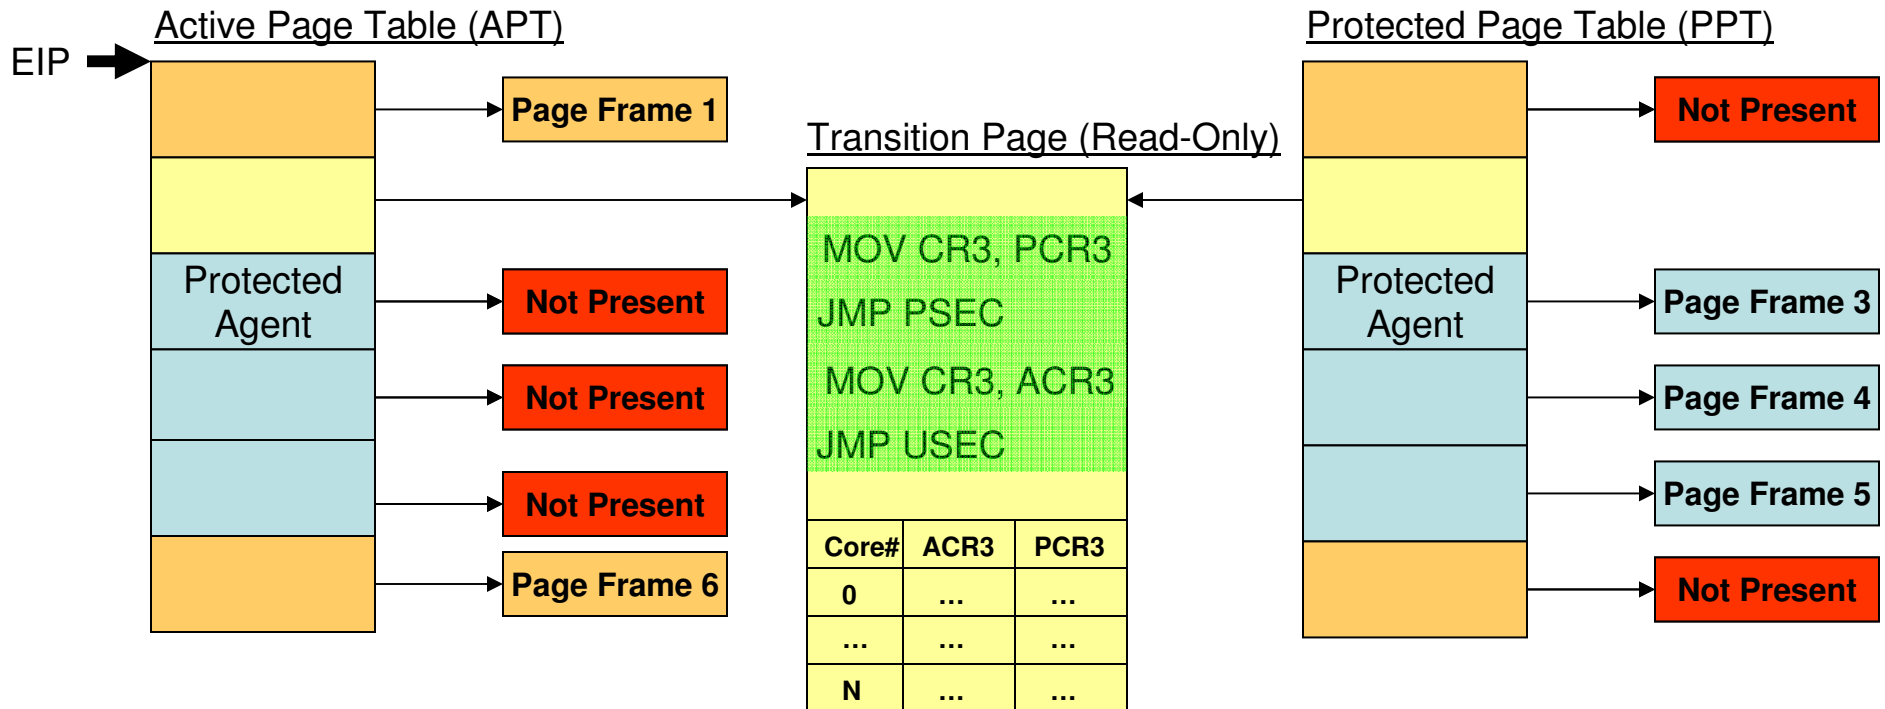 Active Page Table (APT)
EIP
Page Frame 1
Protected
Agent
Not Present
Not Present
Not Present
Page Frame 6
Transition Page (Read-Only)
MOV CR3, PCR3
JMP PSEC
MOV CR3, ACR3
JMP USEC
Core# ACR3 PCR3
0 ... ...
... ... ...
N ... ...
Protected Page Table (PPT)
Not Present
Protected
Agent
Page Frame 3
Page Frame 4
Page Frame 5
Not Present